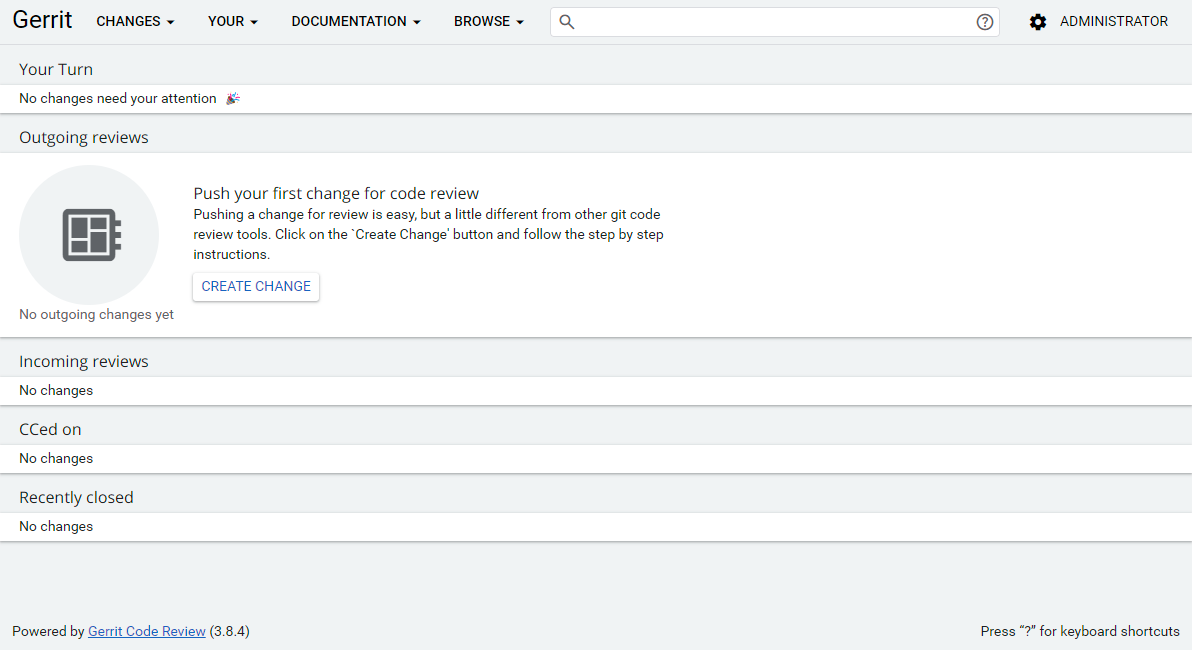 Gerrit CHANGES YOUR DOCUMENTATION BROWSE ADMINISTRATOR
Your Turn
No changes need your attention 🎉
Outgoing reviews
Push your first change for code review
Pushing a change for review is easy, but a little different from other git code
review tools. Click on the `Create Change' button and follow the step by step
instructions.
CREATE CHANGE
No outgoing changes yet
Incoming reviews
No changes
CCed on
No changes
Recently closed
No changes
Powered by Gerrit Code Review (3.8.4)
Press “?” for keyboard shortcuts